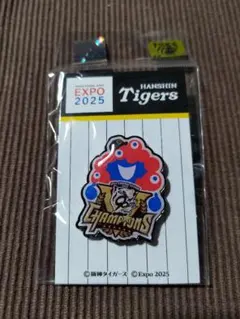 EXPO
2025
HANSHIN
Tigers
CHAMPIONS
©阪神タイガース ©Expo 2025